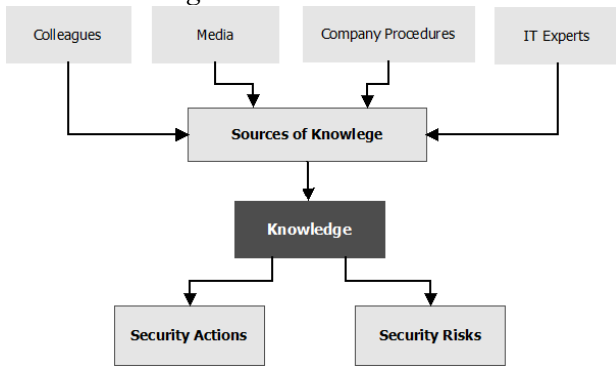 Colleagues
Media
Company Procedures
IT Experts
Sources of Knowlege
Knowledge
Security Actions
Security Risks